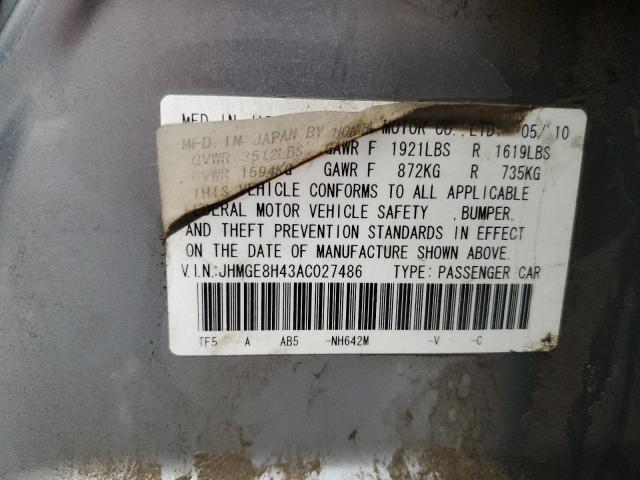 MFD. IN JAPAN BY HONDA MOTOR CO.,LTD. 05/10
GVWR 3512LBS GAWR F 1921LBS R 1619LBS
GVWR 1594KG GAWR F 872KG R 735KG
THIS VEHICLE CONFORMS TO ALL APPLICABLE
FEDERAL MOTOR VEHICLE SAFETY ,BUMPER,
AND THEFT PREVENTION STANDARDS IN EFFECT
ON THE DATE OF MANUFACTURE SHOWN ABOVE.
V.I.N.:JHMGE8H43AC027486 TYPE: PASSENGER CAR
TF5 A AB5 -NH642M -V -C